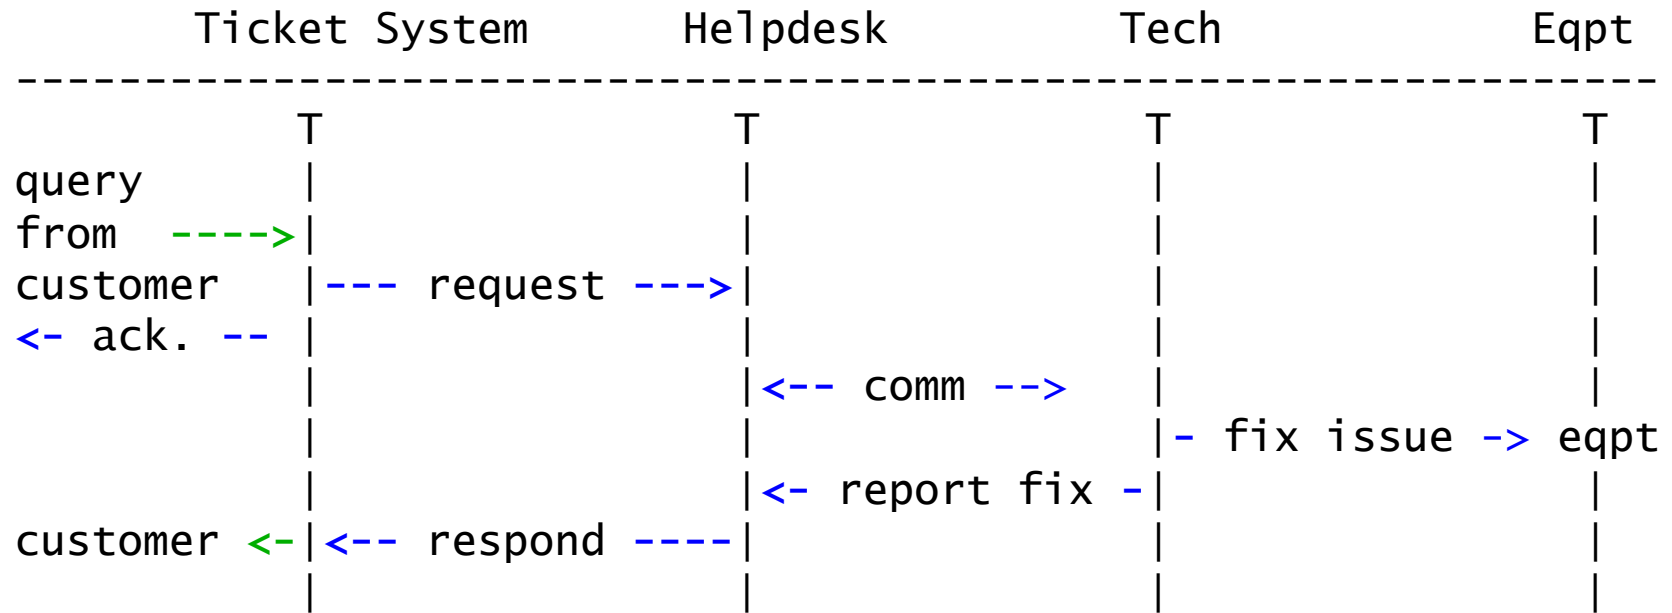 Ticket System Helpdesk Tech Eqpt
----------------------------------------------------------------
T T T T
query | | | |
from ---->| | | |
customer |--- request --->| | |
<- ack. -- | | | |
| |<-- comm --> | |
| | |- fix issue -> eqpt
| |<- report fix -| |
customer <-|<-- respond ----| | |
| | | |